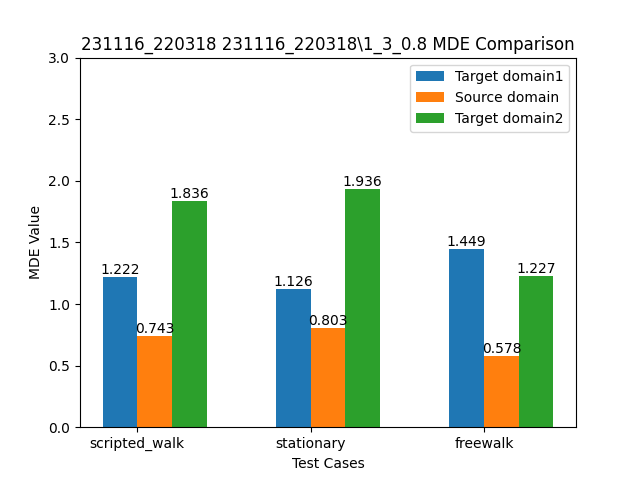 231116_220318 231116_220318\1_3_0.8 MDE Comparison
3.0
2.5
2.0
1.5
1.0
0.5
0.0
MDE Value
Target domain1
Source domain
Target domain2
1.222
0.743
1.836
1.126
0.803
1.936
1.449
0.578
1.227
scripted_walk
stationary
freewalk
Test Cases